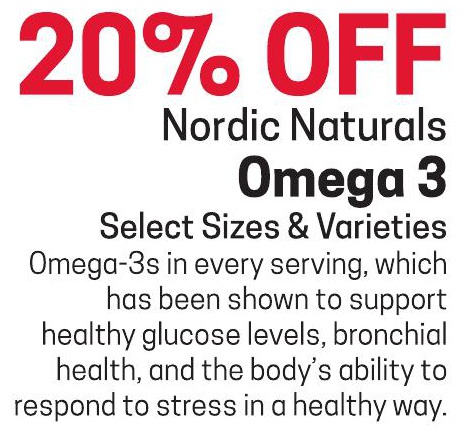 20% OFF
Nordic Naturals
Omega 3
Select Sizes & Varieties
Omega-3s in every serving, which
has been shown to support
healthy glucose levels, bronchial
health, and the body's ability to
respond to stress in a healthy way.